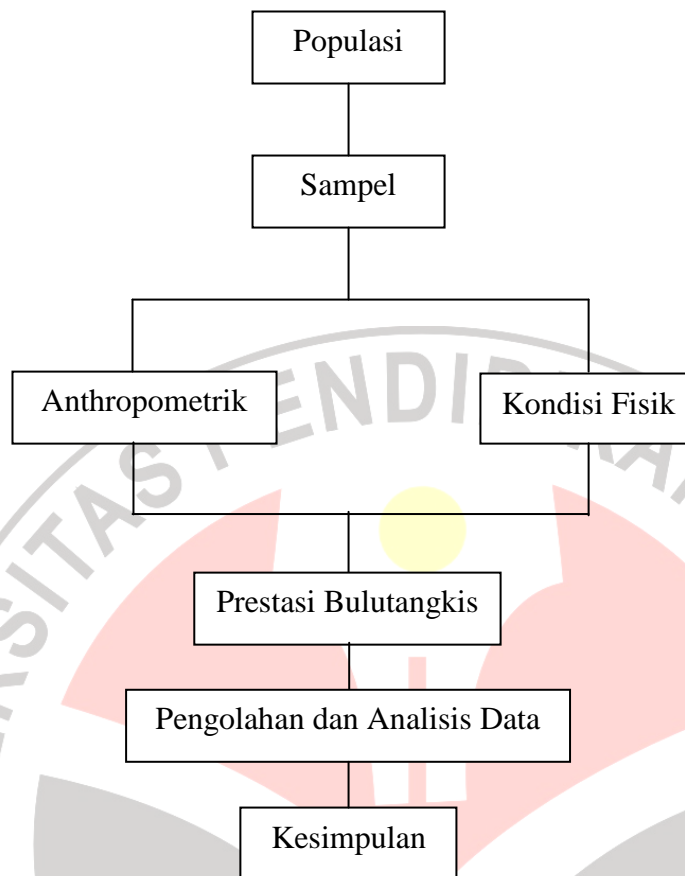 Populasi
Sampel
Anthropometrik
Kondisi Fisik
Prestasi Bulutangkis
Pengolahan dan Analisis Data
Kesimpulan